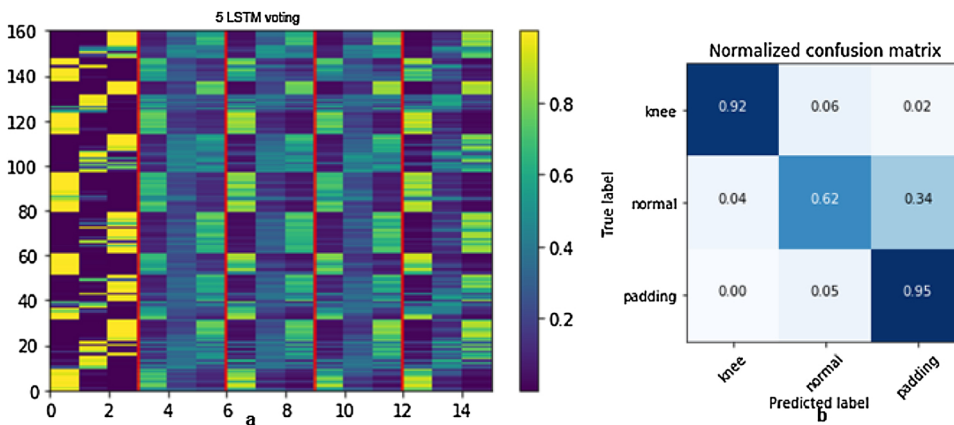 5 LSTM voting
160
140
120
100
80
60
40
20
0
0 2 4 6 8 10 12 14
a
0.8
0.6
0.4
0.2
Normalized confusion matrix
True label
knee 0.92 0.06 0.02
normal 0.04 0.62 0.34
padding 0.00 0.05 0.95
knee normal padding
Predicted label
b